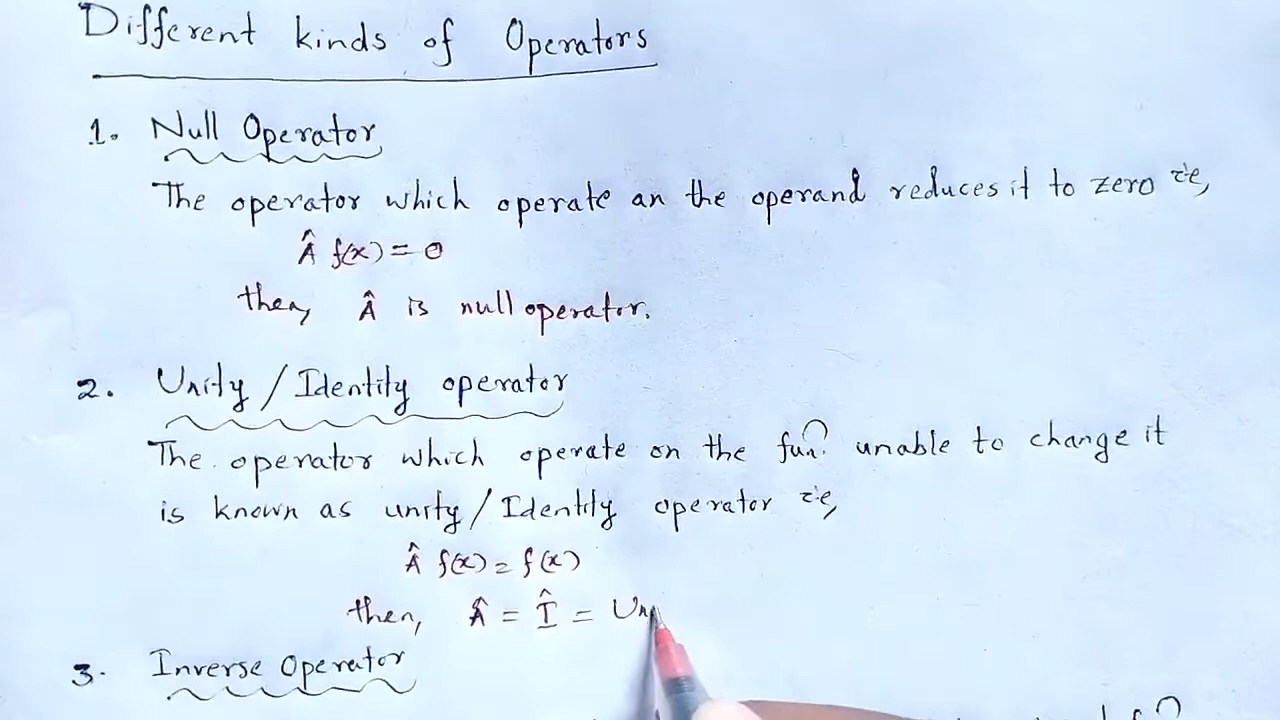 Different kinds of Operators
1. Null Operator
The operator which operate an the operand reduces it to zero i.e,
Â f(x) = 0
then, Â is null operator.
2. Unity / Identity operator
The operator which operate on the fun? unable to change it
is known as unity / Identity operator i.e,
Â f(x) = f(x)
then, Â = Î = Un
3. Inverse Operator